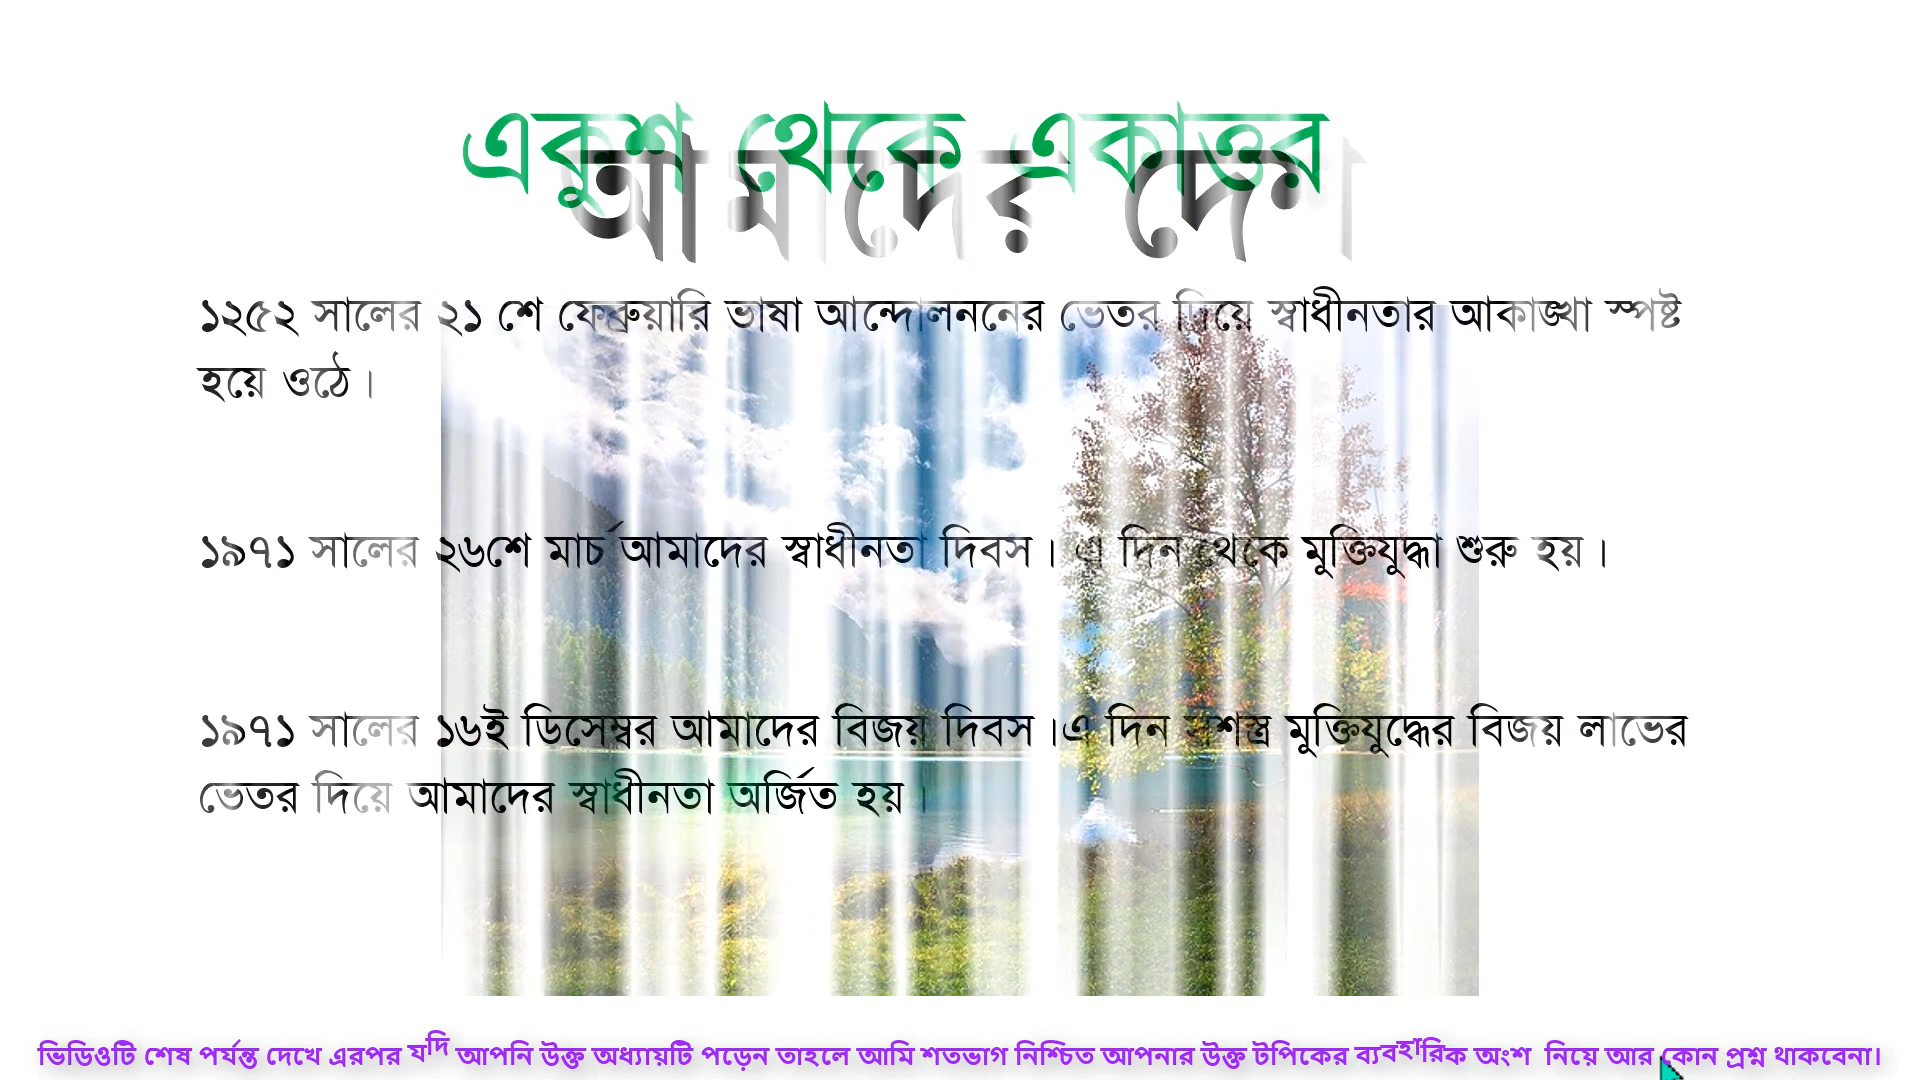 একুশ থেকে একাত্তর
আমাদের দেশ
১২৫২ সালের ২১ শে ফেব্রুয়ারি ভাষা আন্দোলননের ভেতর দিয়ে স্বাধীনতার আকাঙ্খা স্পষ্ট
হয়ে ওঠে।
১৯৭১ সালের ২৬শে মার্চ আমাদের স্বাধীনতা দিবস। এ দিন থেকে মুক্তিযুদ্ধা শুরু হয়।
১৯৭১ সালের ১৬ই ডিসেম্বর আমাদের বিজয় দিবস।এ দিন সশস্ত্র মুক্তিযুদ্ধের বিজয় লাভের
ভেতর দিয়ে আমাদের স্বাধীনতা অর্জিত হয়।
ভিডিওটি শেষ পর্যন্ত দেখে এরপর যদি আপনি উক্ত অধ্যায়টি পড়েন তাহলে আমি শতভাগ নিশ্চিত আপনার উক্ত টপিকের ব্যবহারিক অংশ নিয়ে আর কোন প্রশ্ন থাকবেনা।